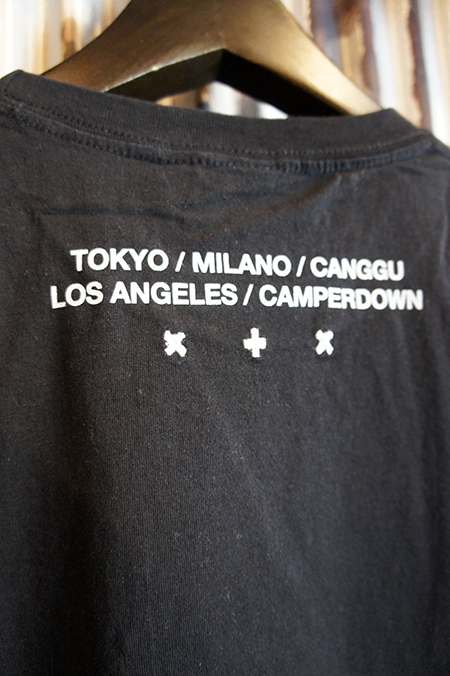 TOKYO / MILANO / CANGGU
LOS ANGELES / CAMPERDOWN